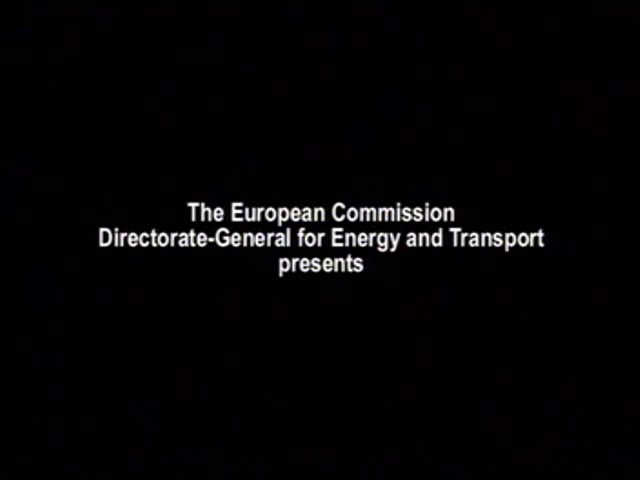 The European Commission
Directorate-General for Energy and Transport
presents